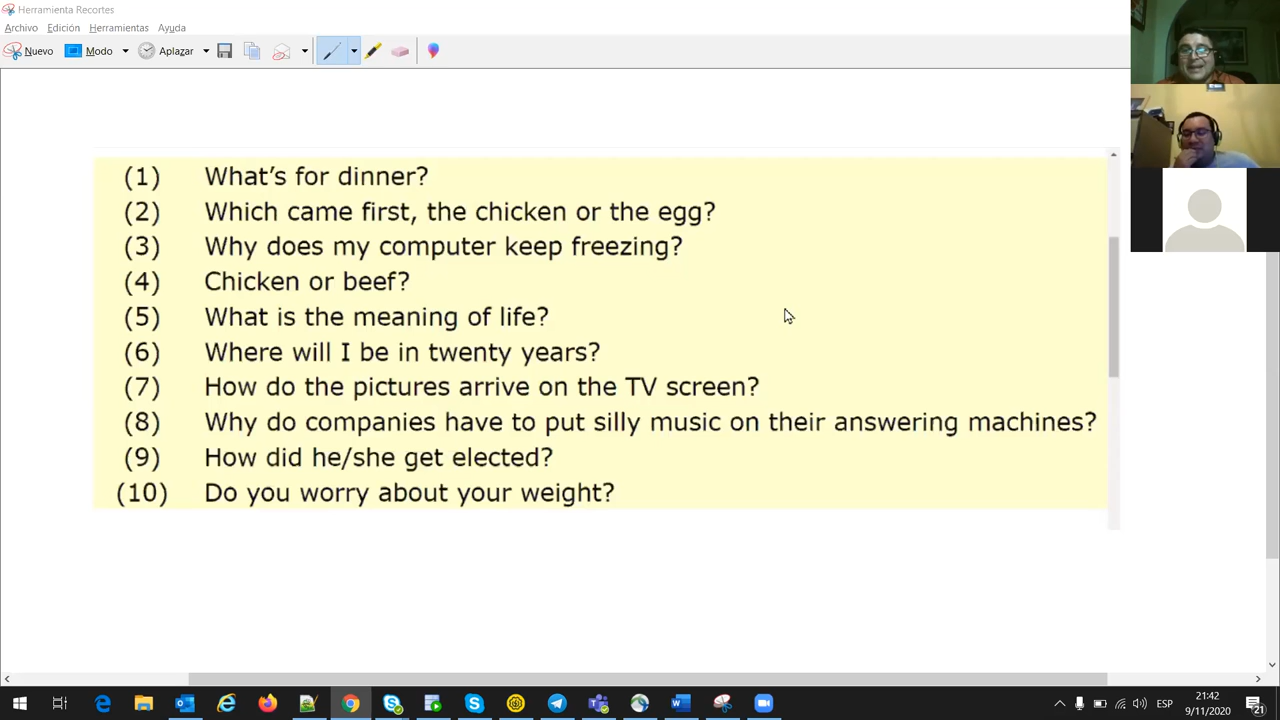 Herramienta Recortes
Archivo Edición Herramientas Ayuda
Nuevo Modo Aplazar
(1) What's for dinner?
(2) Which came first, the chicken or the egg?
(3) Why does my computer keep freezing?
(4) Chicken or beef?
(5) What is the meaning of life?
(6) Where will I be in twenty years?
(7) How do the pictures arrive on the TV screen?
(8) Why do companies have to put silly music on their answering machines?
(9) How did he/she get elected?
(10) Do you worry about your weight?
ESP
21:42
9/11/2020
21